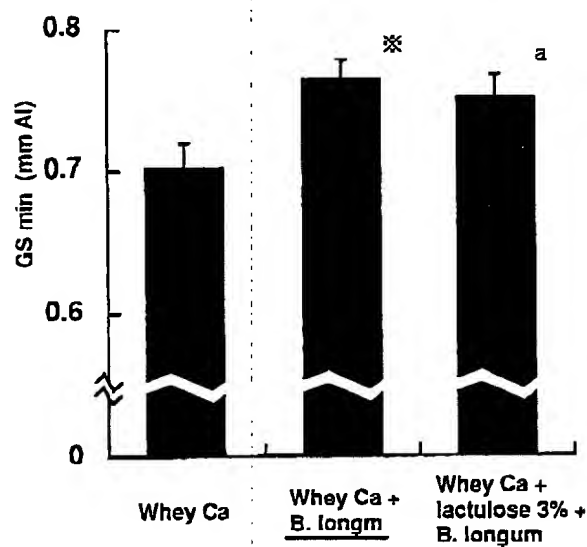 GS min (mm Al)
0.8
0.7
0.6
0
※
a
Whey Ca
Whey Ca +
B. longm
Whey Ca +
lactulose 3% +
B. longum